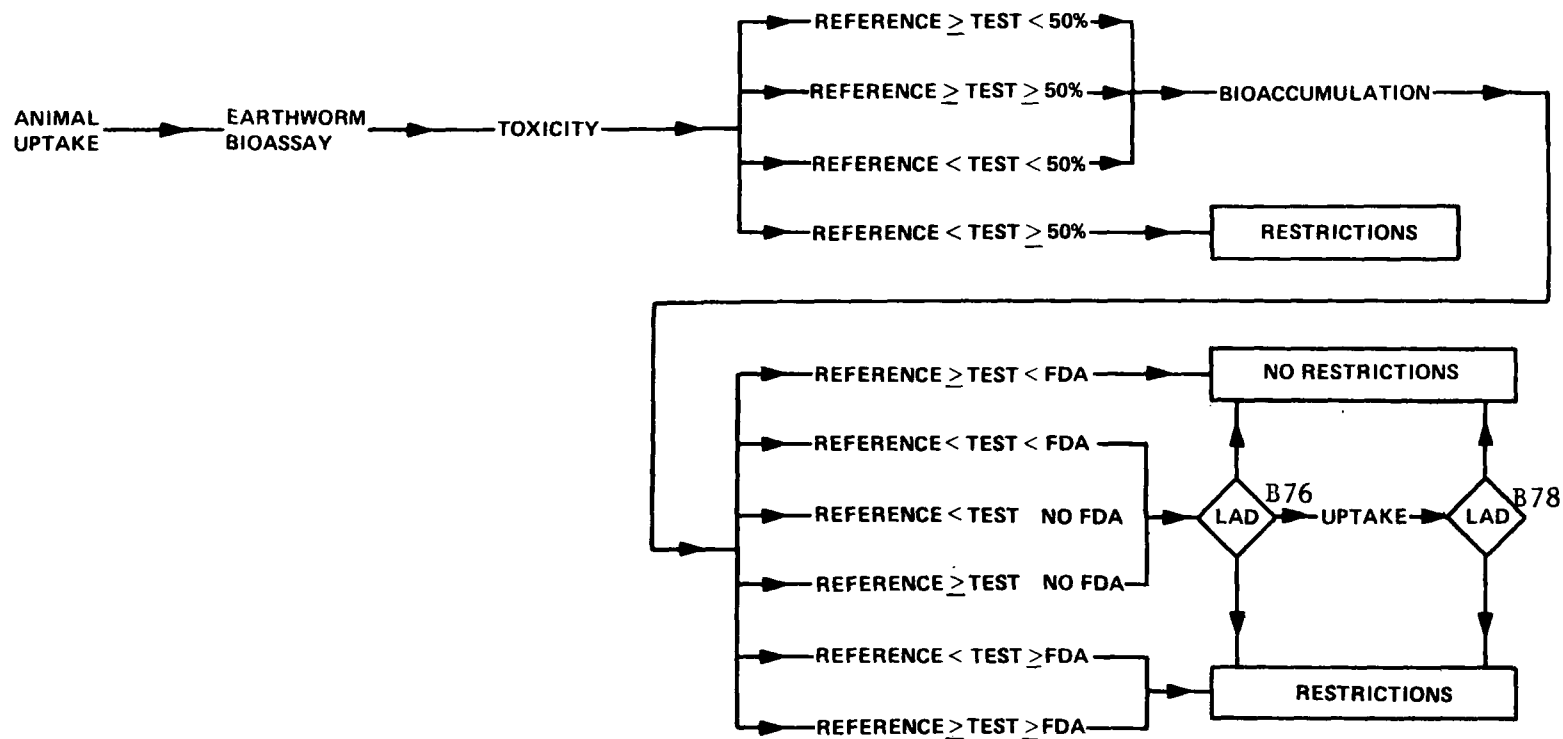 REFERENCE ≥ TEST < 50%
REFERENCE ≥ TEST ≥ 50%
BIOACCUMULATION
ANIMAL
UPTAKE
EARTHWORM
BIOASSAY
TOXICITY
REFERENCE < TEST < 50%
REFERENCE < TEST ≥ 50%
RESTRICTIONS
REFERENCE ≥ TEST < FDA
NO RESTRICTIONS
REFERENCE < TEST < FDA
REFERENCE < TEST NO FDA
LAD
B76
UPTAKE
LAD
B78
REFERENCE ≥ TEST NO FDA
REFERENCE < TEST ≥ FDA
RESTRICTIONS
REFERENCE ≥ TEST ≥ FDA